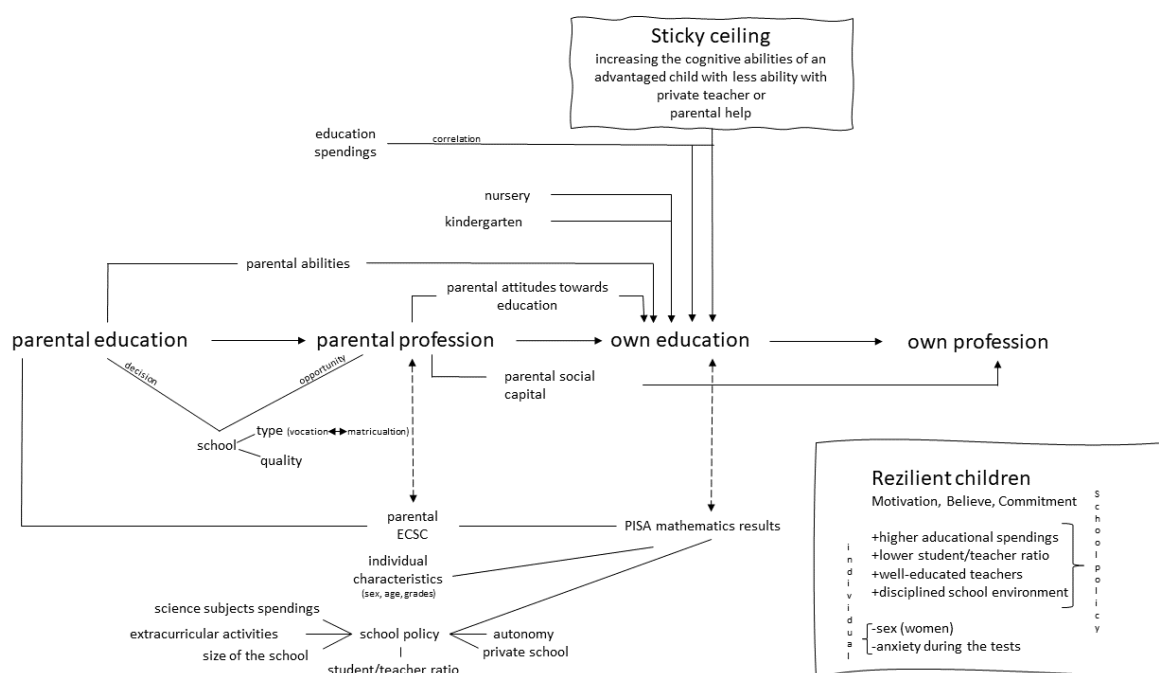 Sticky ceiling
increasing the cognitive abilities of an
advantaged child with less ability with
private teacher or
parental help
education
spendings
correlation
nursery
kindergarten
parental abilities
parental attitudes towards
education
parental education
parental profession
own education
own profession
decision
opportunity
parental social
capital
school
type (vocation↔matricualtion)
quality
parental
ECSC
PISA mathematics results
individual
characteristics
(sex, age, grades)
science subjects spendings
extracurricular activities
size of the school
school policy
autonomy
private school
student/teacher ratio
Rezilient children
Motivation, Believe, Commitment
+higher aducational spendings
+lower student/teacher ratio
+well-educated teachers
+disciplined school environment
schoolpolicy
individual
-sex (women)
-anxiety during the tests